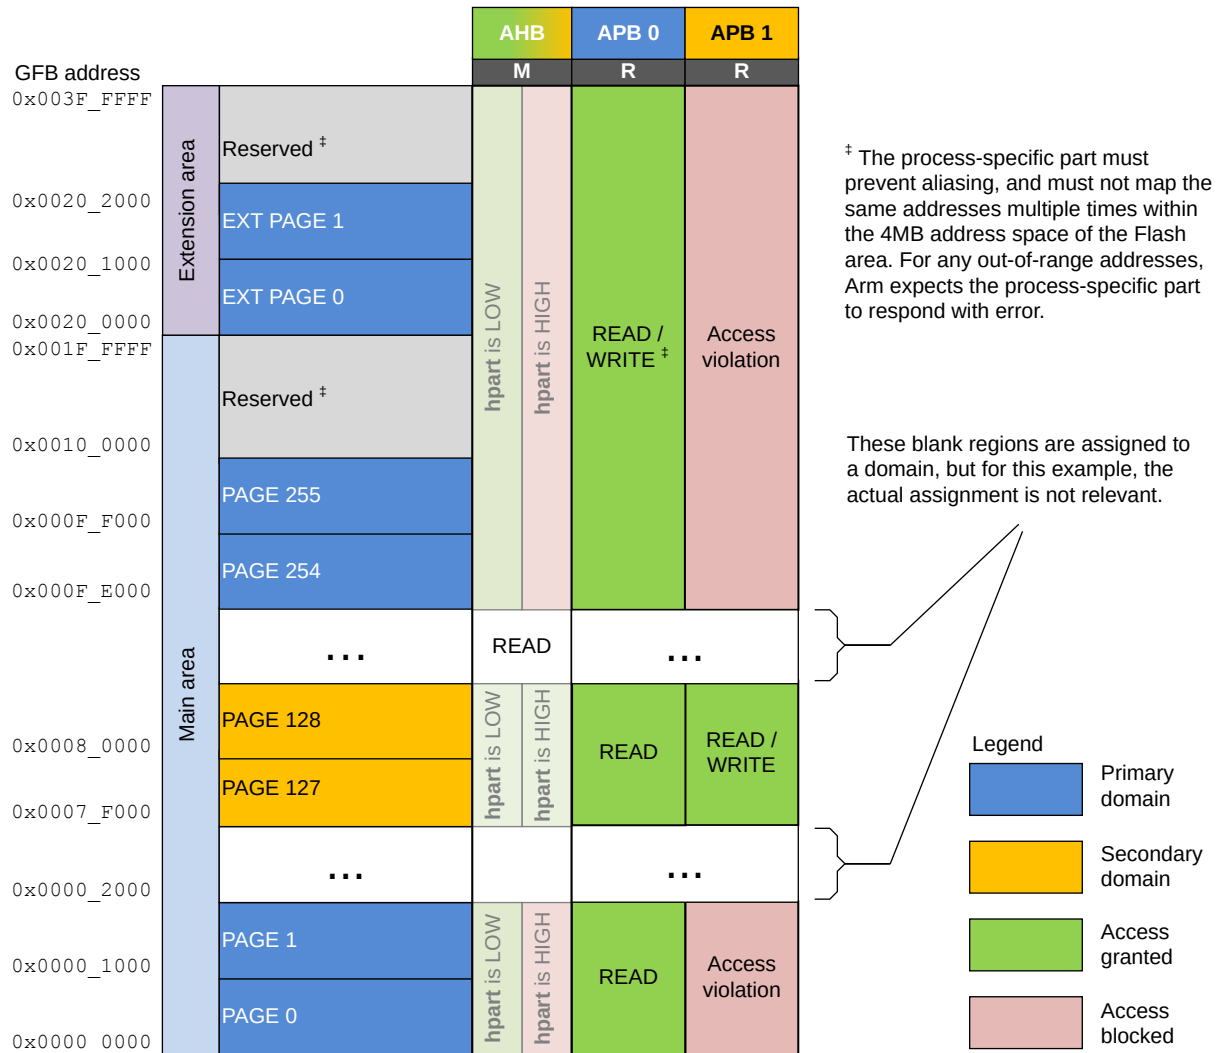 AHB APB 0 APB 1
M R R
GFB address
0x003F_FFFF
0x0020_2000
0x0020_1000
0x0020_0000
0x001F_FFFF
0x0010_0000
0x000F_F000
0x000F_E000
0x0008_0000
0x0007_F000
0x0000_2000
0x0000_1000
0x0000_0000
Extension area
Main area
Reserved ‡
EXT PAGE 1
EXT PAGE 0
Reserved ‡
PAGE 255
PAGE 254
...
PAGE 128
PAGE 127
...
PAGE 1
PAGE 0
hpart is LOW
hpart is HIGH
READ /
WRITE ‡
Access
violation
READ
...
hpart is LOW
hpart is HIGH
READ
READ /
WRITE
...
hpart is LOW
hpart is HIGH
READ
Access
violation
‡ The process-specific part must
prevent aliasing, and must not map the
same addresses multiple times within
the 4MB address space of the Flash
area. For any out-of-range addresses,
Arm expects the process-specific part
to respond with error.
These blank regions are assigned to
a domain, but for this example, the
actual assignment is not relevant.
Legend
Primary
domain
Secondary
domain
Access
granted
Access
blocked